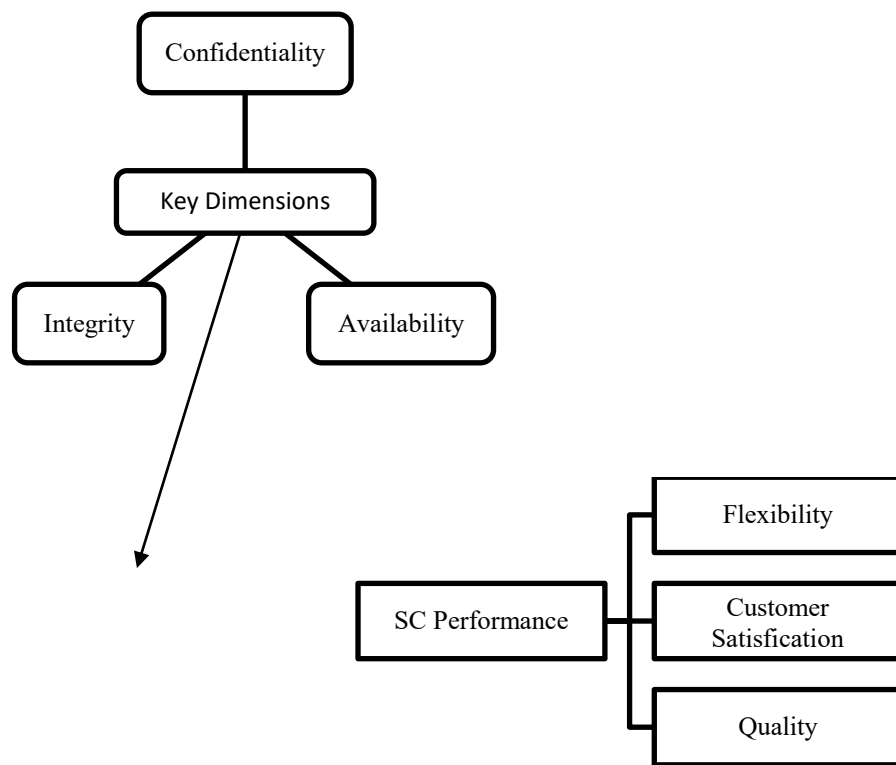 Confidentiality
Key Dimensions
Integrity
Availability
Flexibility
SC Performance
Customer
Satisfication
Quality